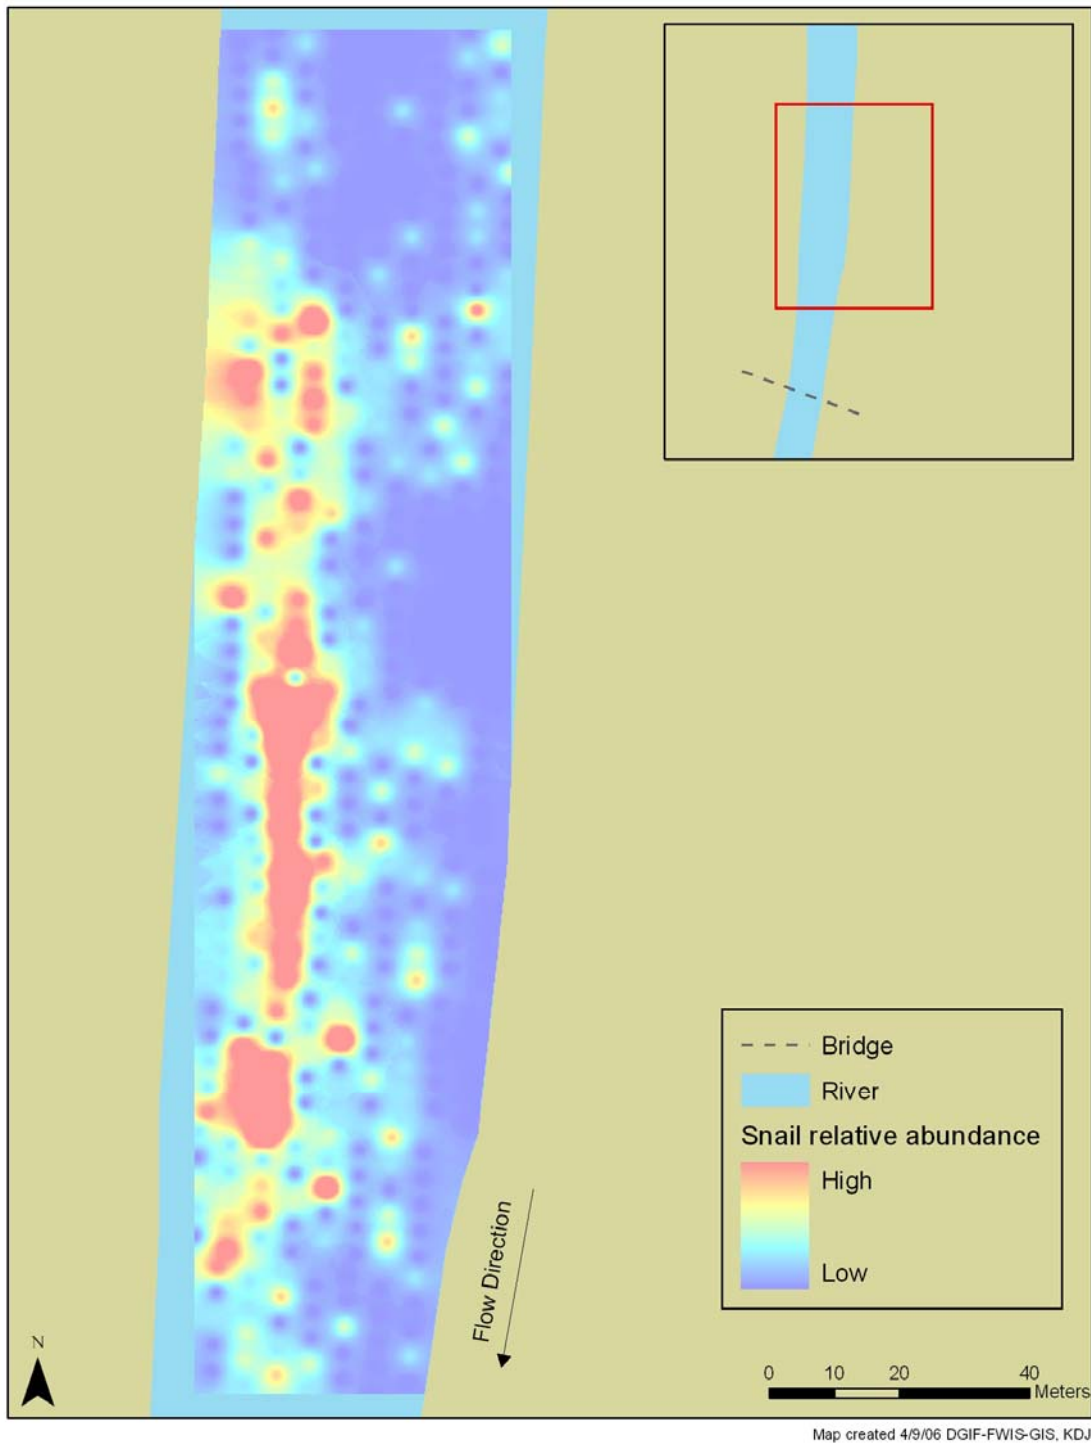 Bridge
River
Snail relative abundance
High
Low
Flow Direction
N
0 10 20 40
Meters
Map created 4/9/06 DGIF-FWIS-GIS, KDJ